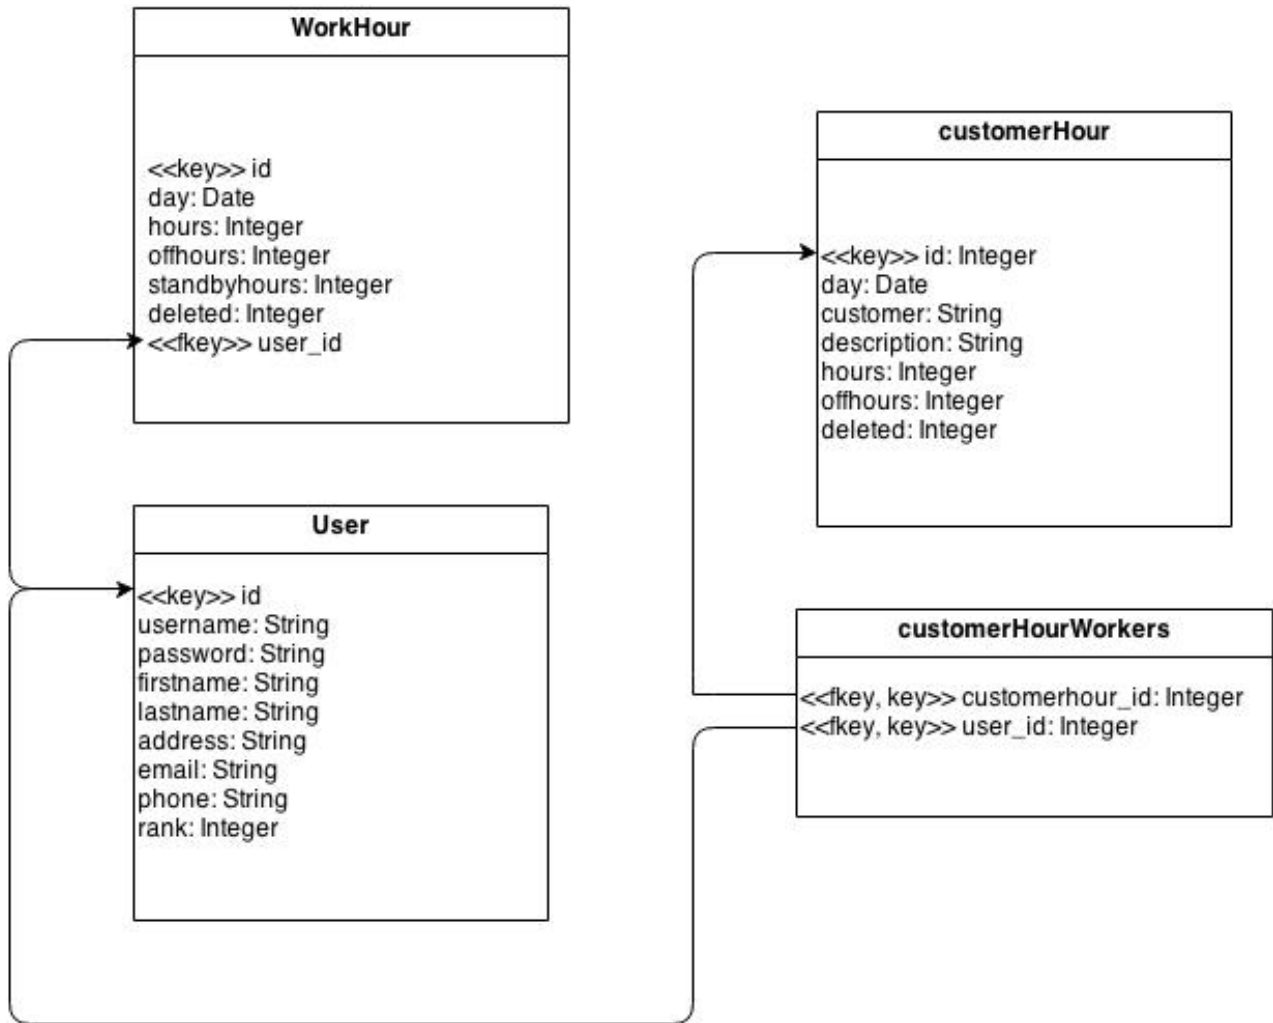 WorkHour
<<key>> id
day: Date
hours: Integer
offhours: Integer
standbyhours: Integer
deleted: Integer
<<fkey>> user_id
customerHour
<<key>> id: Integer
day: Date
customer: String
description: String
hours: Integer
offhours: Integer
deleted: Integer
User
<<key>> id
username: String
password: String
firstname: String
lastname: String
address: String
email: String
phone: String
rank: Integer
customerHourWorkers
<<fkey, key>> customerhour_id: Integer
<<fkey, key>> user_id: Integer